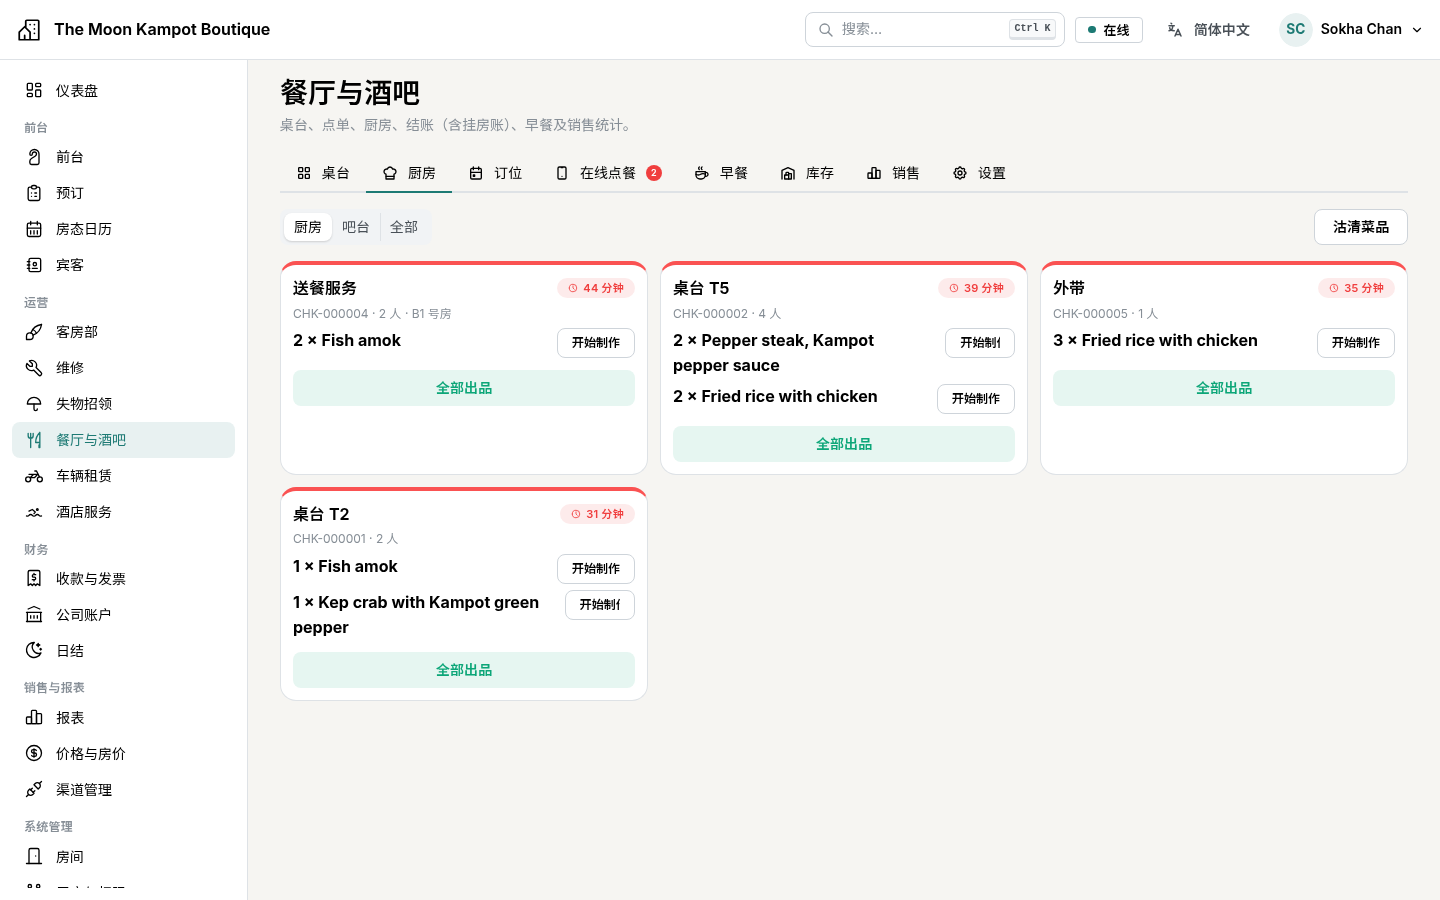 The Moon Kampot Boutique
搜索...
Ctrl K
在线
简体中文
SC
Sokha Chan
仪表盘
前台
前台
预订
房态日历
宾客
运营
客房部
维修
失物招领
餐厅与酒吧
车辆租赁
酒店服务
财务
收款与发票
公司账户
日结
销售与报表
报表
价格与房价
渠道管理
系统管理
房间
餐厅与酒吧
桌台、点单、厨房、结账（含挂房账）、早餐及销售统计。
桌台
厨房
订位
在线点餐
2
早餐
库存
销售
设置
厨房
吧台
全部
沽清菜品
送餐服务
44 分钟
CHK-000004 · 2 人 · B1 号房
2 × Fish amok
开始制作
全部出品
桌台 T5
39 分钟
CHK-000002 · 4 人
2 × Pepper steak, Kampot
pepper sauce
开始制
2 × Fried rice with chicken
开始制作
全部出品
外带
35 分钟
CHK-000005 · 1 人
3 × Fried rice with chicken
开始制作
全部出品
桌台 T2
31 分钟
CHK-000001 · 2 人
1 × Fish amok
开始制作
1 × Kep crab with Kampot green
pepper
开始制
全部出品